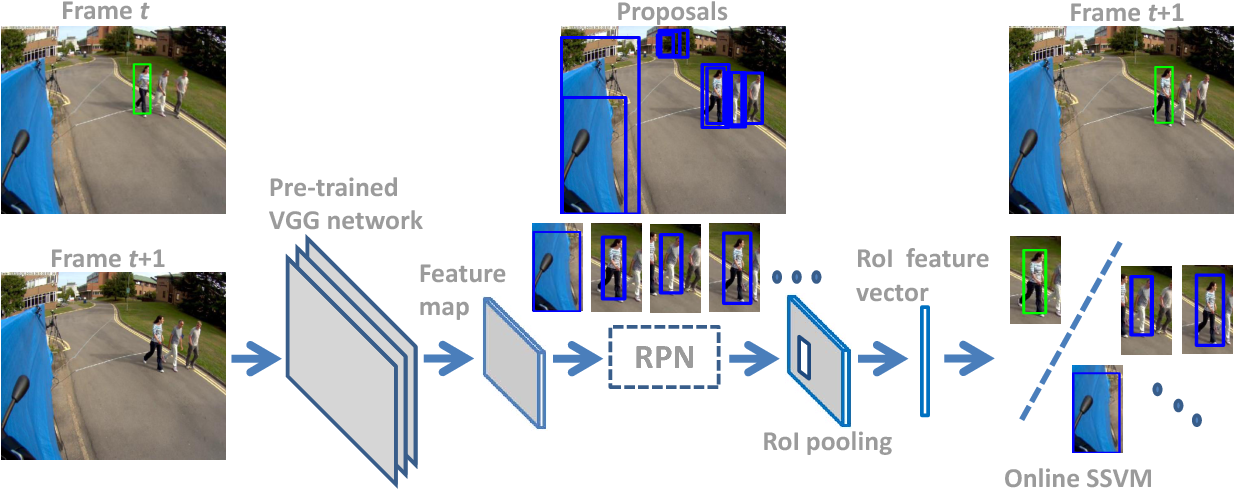 Frame t
Proposals
Frame t+1
Pre-trained
VGG network
Frame t+1
Feature
map
RoI feature
vector
RPN
RoI pooling
Online SSVM